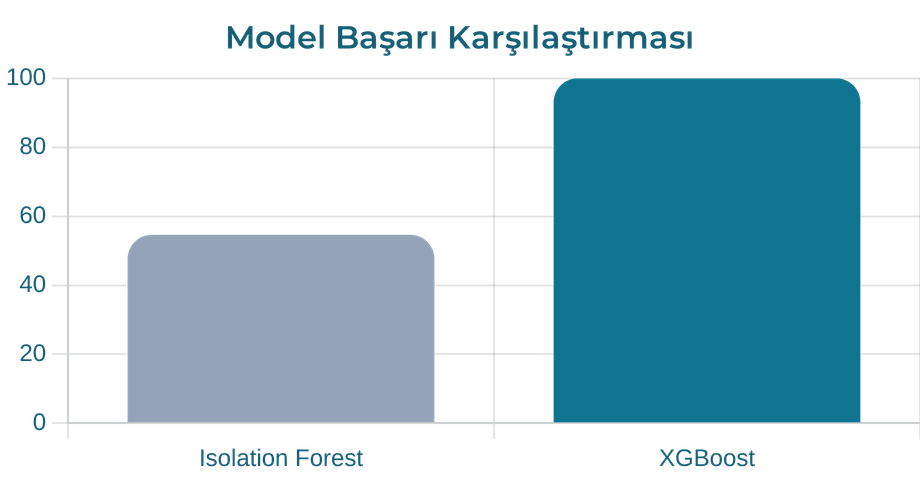 Model Başarı Karşılaştırması
100
80
60
40
20
0
Isolation Forest
XGBoost